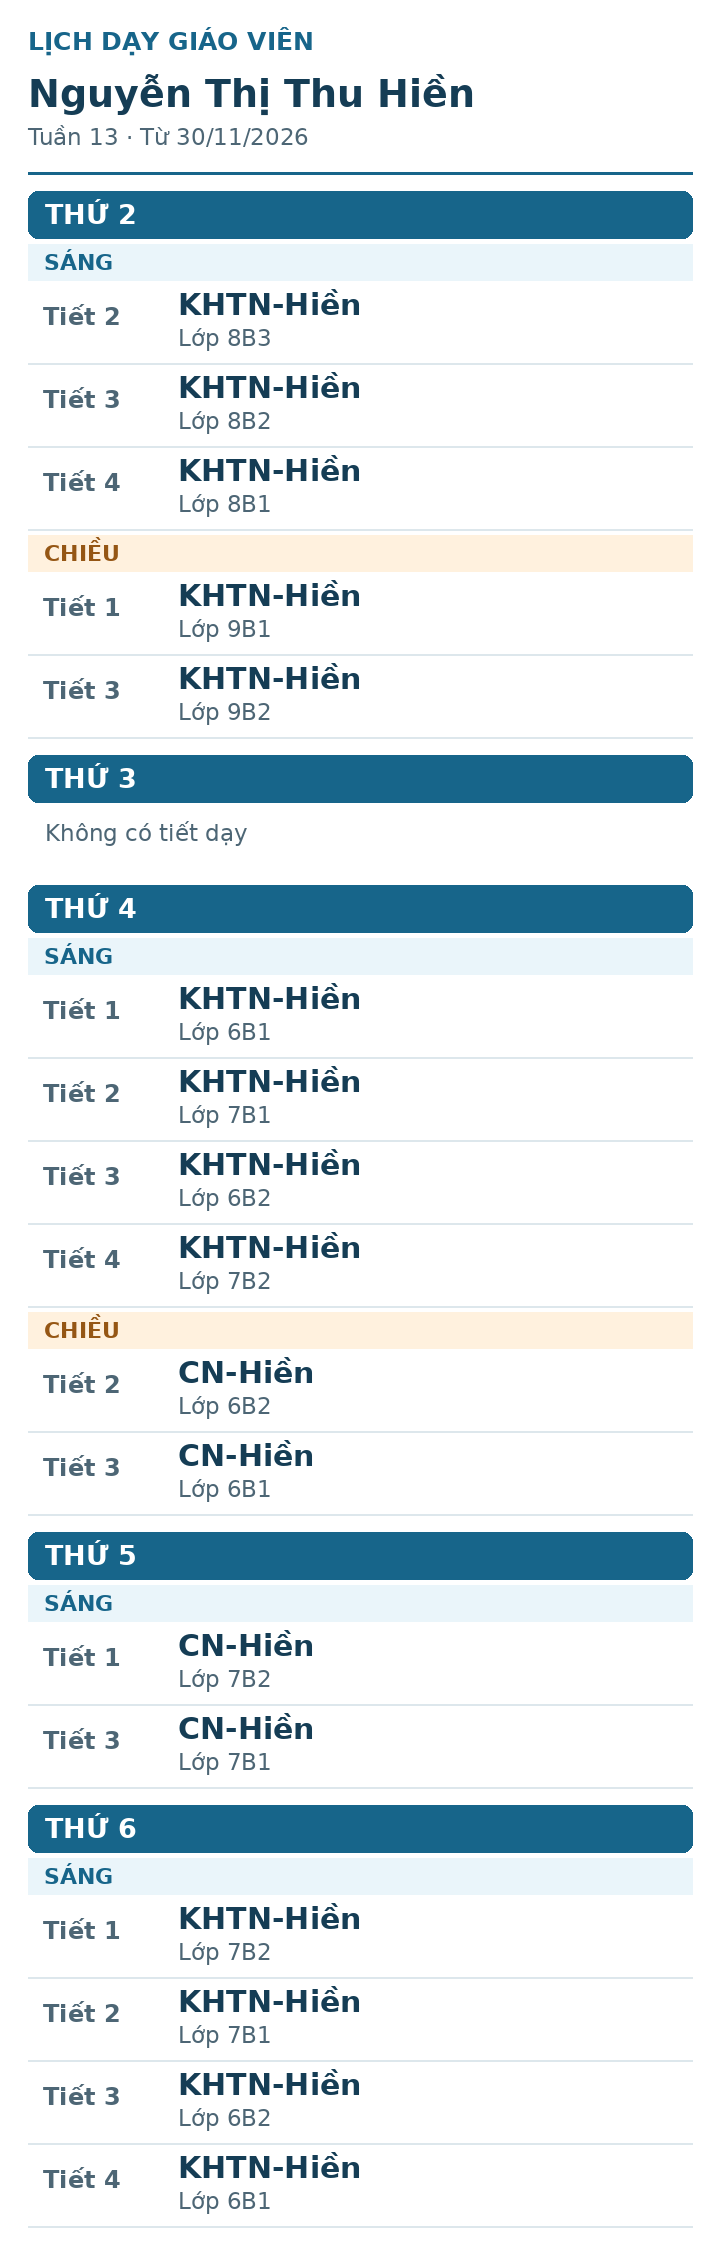 LỊCH DẠY GIÁO VIÊN
Nguyễn Thị Thu Hiền
Tuần 13 · Từ 30/11/2026
THỨ 2
SÁNG
Tiết 2 KHTN-Hiền
Lớp 8B3
Tiết 3 KHTN-Hiền
Lớp 8B2
Tiết 4 KHTN-Hiền
Lớp 8B1
CHIỀU
Tiết 1 KHTN-Hiền
Lớp 9B1
Tiết 3 KHTN-Hiền
Lớp 9B2
THỨ 3
Không có tiết dạy
THỨ 4
SÁNG
Tiết 1 KHTN-Hiền
Lớp 6B1
Tiết 2 KHTN-Hiền
Lớp 7B1
Tiết 3 KHTN-Hiền
Lớp 6B2
Tiết 4 KHTN-Hiền
Lớp 7B2
CHIỀU
Tiết 2 CN-Hiền
Lớp 6B2
Tiết 3 CN-Hiền
Lớp 6B1
THỨ 5
SÁNG
Tiết 1 CN-Hiền
Lớp 7B2
Tiết 3 CN-Hiền
Lớp 7B1
THỨ 6
SÁNG
Tiết 1 KHTN-Hiền
Lớp 7B2
Tiết 2 KHTN-Hiền
Lớp 7B1
Tiết 3 KHTN-Hiền
Lớp 6B2
Tiết 4 KHTN-Hiền
Lớp 6B1